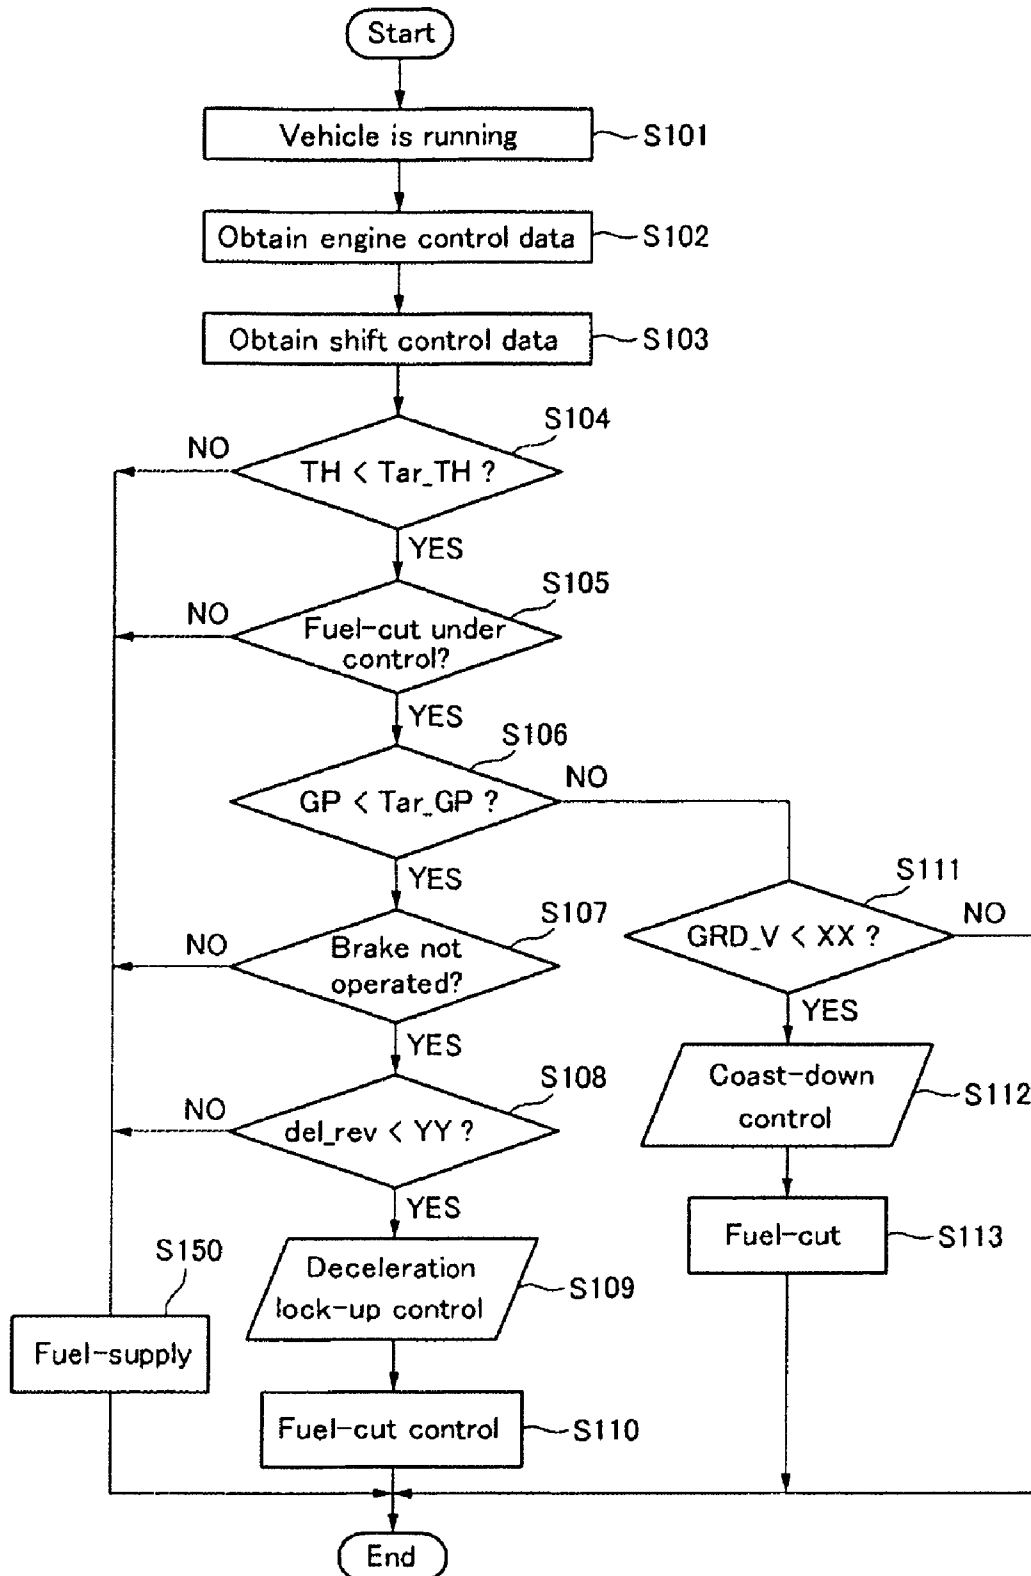 Start
Vehicle is running
S101
Obtain engine control data
S102
Obtain shift control data
S103
S104
NO
TH < Tar_TH ?
YES
S105
NO
Fuel-cut under
control?
YES
S106
NO
GP < Tar_GP ?
YES
S111
NO
GRD_V < XX ?
YES
S107
NO
Brake not
operated?
YES
Coast-down
control
S112
S108
NO
del_rev < YY ?
YES
Fuel-cut
S113
S150
Fuel-supply
Deceleration
lock-up control
S109
Fuel-cut control
S110
End